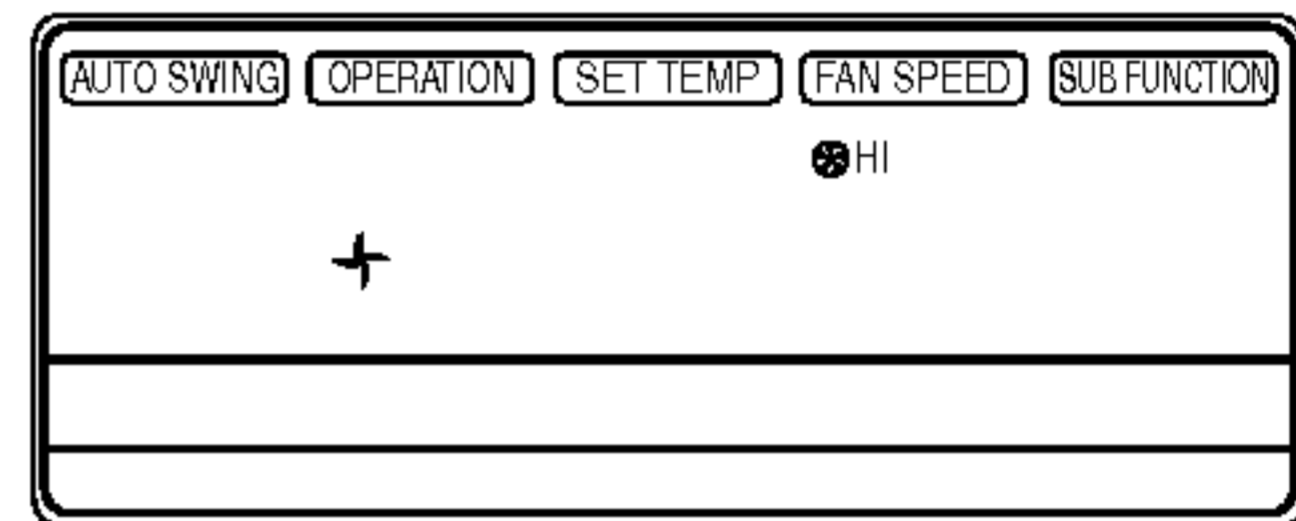 AUTO SWING OPERATION SET TEMP FAN SPEED SUB FUNCTION
HI